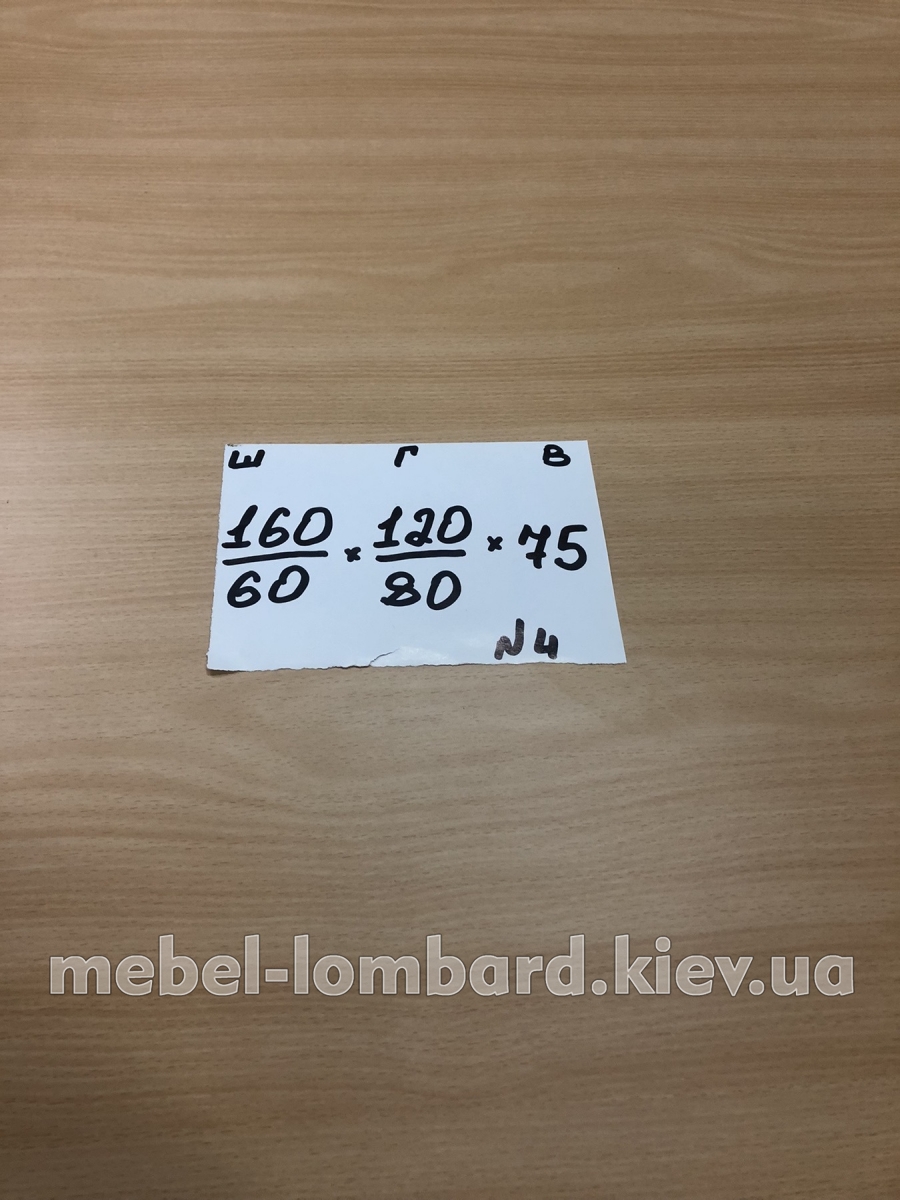 Ш Г В
160/60 × 120/80 × 75
N4
mebel-lombard.kiev.ua